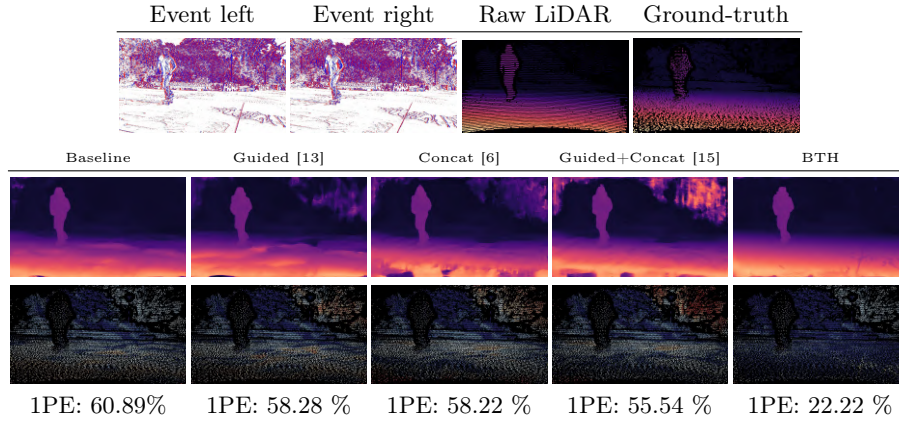 Event left Event right Raw LiDAR Ground-truth
Baseline Guided [13] Concat [6] Guided+Concat [15] BTH
1PE: 60.89% 1PE: 58.28 % 1PE: 58.22 % 1PE: 55.54 % 1PE: 22.22 %